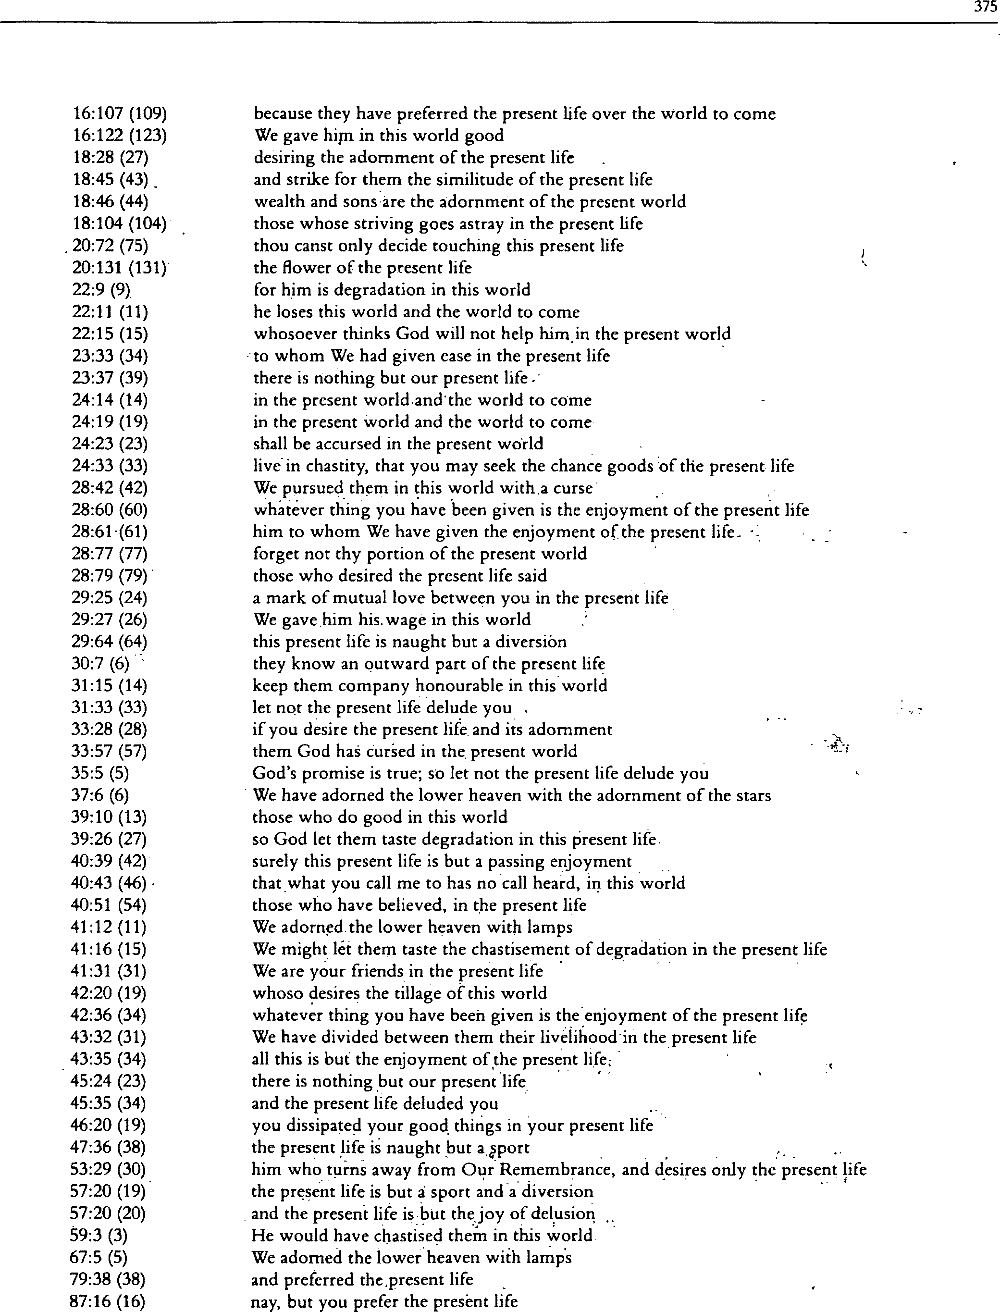 375
16:107 (109) because they have preferred the present life over the world to come
16:122 (123) We gave him in this world good
18:28 (27) desiring the adornment of the present life
18:45 (43) and strike for them the similitude of the present life
18:46 (44) wealth and sons are the adornment of the present world
18:104 (104) those whose striving goes astray in the present life
20:72 (75) thou canst only decide touching this present life
20:131 (131) the flower of the present life
22:9 (9) for him is degradation in this world
22:11 (11) he loses this world and the world to come
22:15 (15) whosoever thinks God will not help him in the present world
23:33 (34) to whom We had given ease in the present life
23:37 (39) there is nothing but our present life
24:14 (14) in the present world and the world to come
24:19 (19) in the present world and the world to come
24:23 (23) shall be accursed in the present world
24:33 (33) live in chastity, that you may seek the chance goods of the present life
28:42 (42) We pursued them in this world with a curse
28:60 (60) whatever thing you have been given is the enjoyment of the present life
28:61 (61) him to whom We have given the enjoyment of the present life
28:77 (77) forget not thy portion of the present world
28:79 (79) those who desired the present life said
29:25 (24) a mark of mutual love between you in the present life
29:27 (26) We gave him his wage in this world
29:64 (64) this present life is naught but a diversion
30:7 (6) they know an outward part of the present life
31:15 (14) keep them company honourable in this world
31:33 (33) let not the present life delude you
33:28 (28) if you desire the present life and its adornment
33:57 (57) them God has cursed in the present world
35:5 (5) God's promise is true; so let not the present life delude you
37:6 (6) We have adorned the lower heaven with the adornment of the stars
39:10 (13) those who do good in this world
39:26 (27) so God let them taste degradation in this present life
40:39 (42) surely this present life is but a passing enjoyment
40:43 (46) that what you call me to has no call heard, in this world
40:51 (54) those who have believed, in the present life
41:12 (11) We adorned the lower heaven with lamps
41:16 (15) We might let them taste the chastisement of degradation in the present life
41:31 (31) We are your friends in the present life
42:20 (19) whoso desires the tillage of this world
42:36 (34) whatever thing you have been given is the enjoyment of the present life
43:32 (31) We have divided between them their livelihood in the present life
43:35 (34) all this is but the enjoyment of the present life
45:24 (23) there is nothing but our present life
45:35 (34) and the present life deluded you
46:20 (19) you dissipated your good things in your present life
47:36 (38) the present life is naught but a sport
53:29 (30) him who turns away from Our Remembrance, and desires only the present life
57:20 (19) the present life is but a sport and a diversion
57:20 (20) and the present life is but the joy of delusion
59:3 (3) He would have chastised them in this world
67:5 (5) We adorned the lower heaven with lamps
79:38 (38) and preferred the present life
87:16 (16) nay, but you prefer the present life